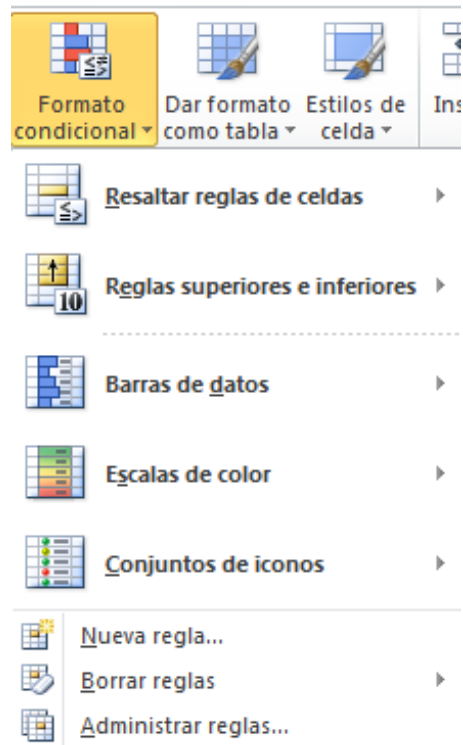 Formato condicional
Dar formato como tabla
Estilos de celda
Ins
Resaltar reglas de celdas
10
Reglas superiores e inferiores
Barras de datos
Escalas de color
Conjuntos de iconos
Nueva regla...
Borrar reglas
Administrar reglas...